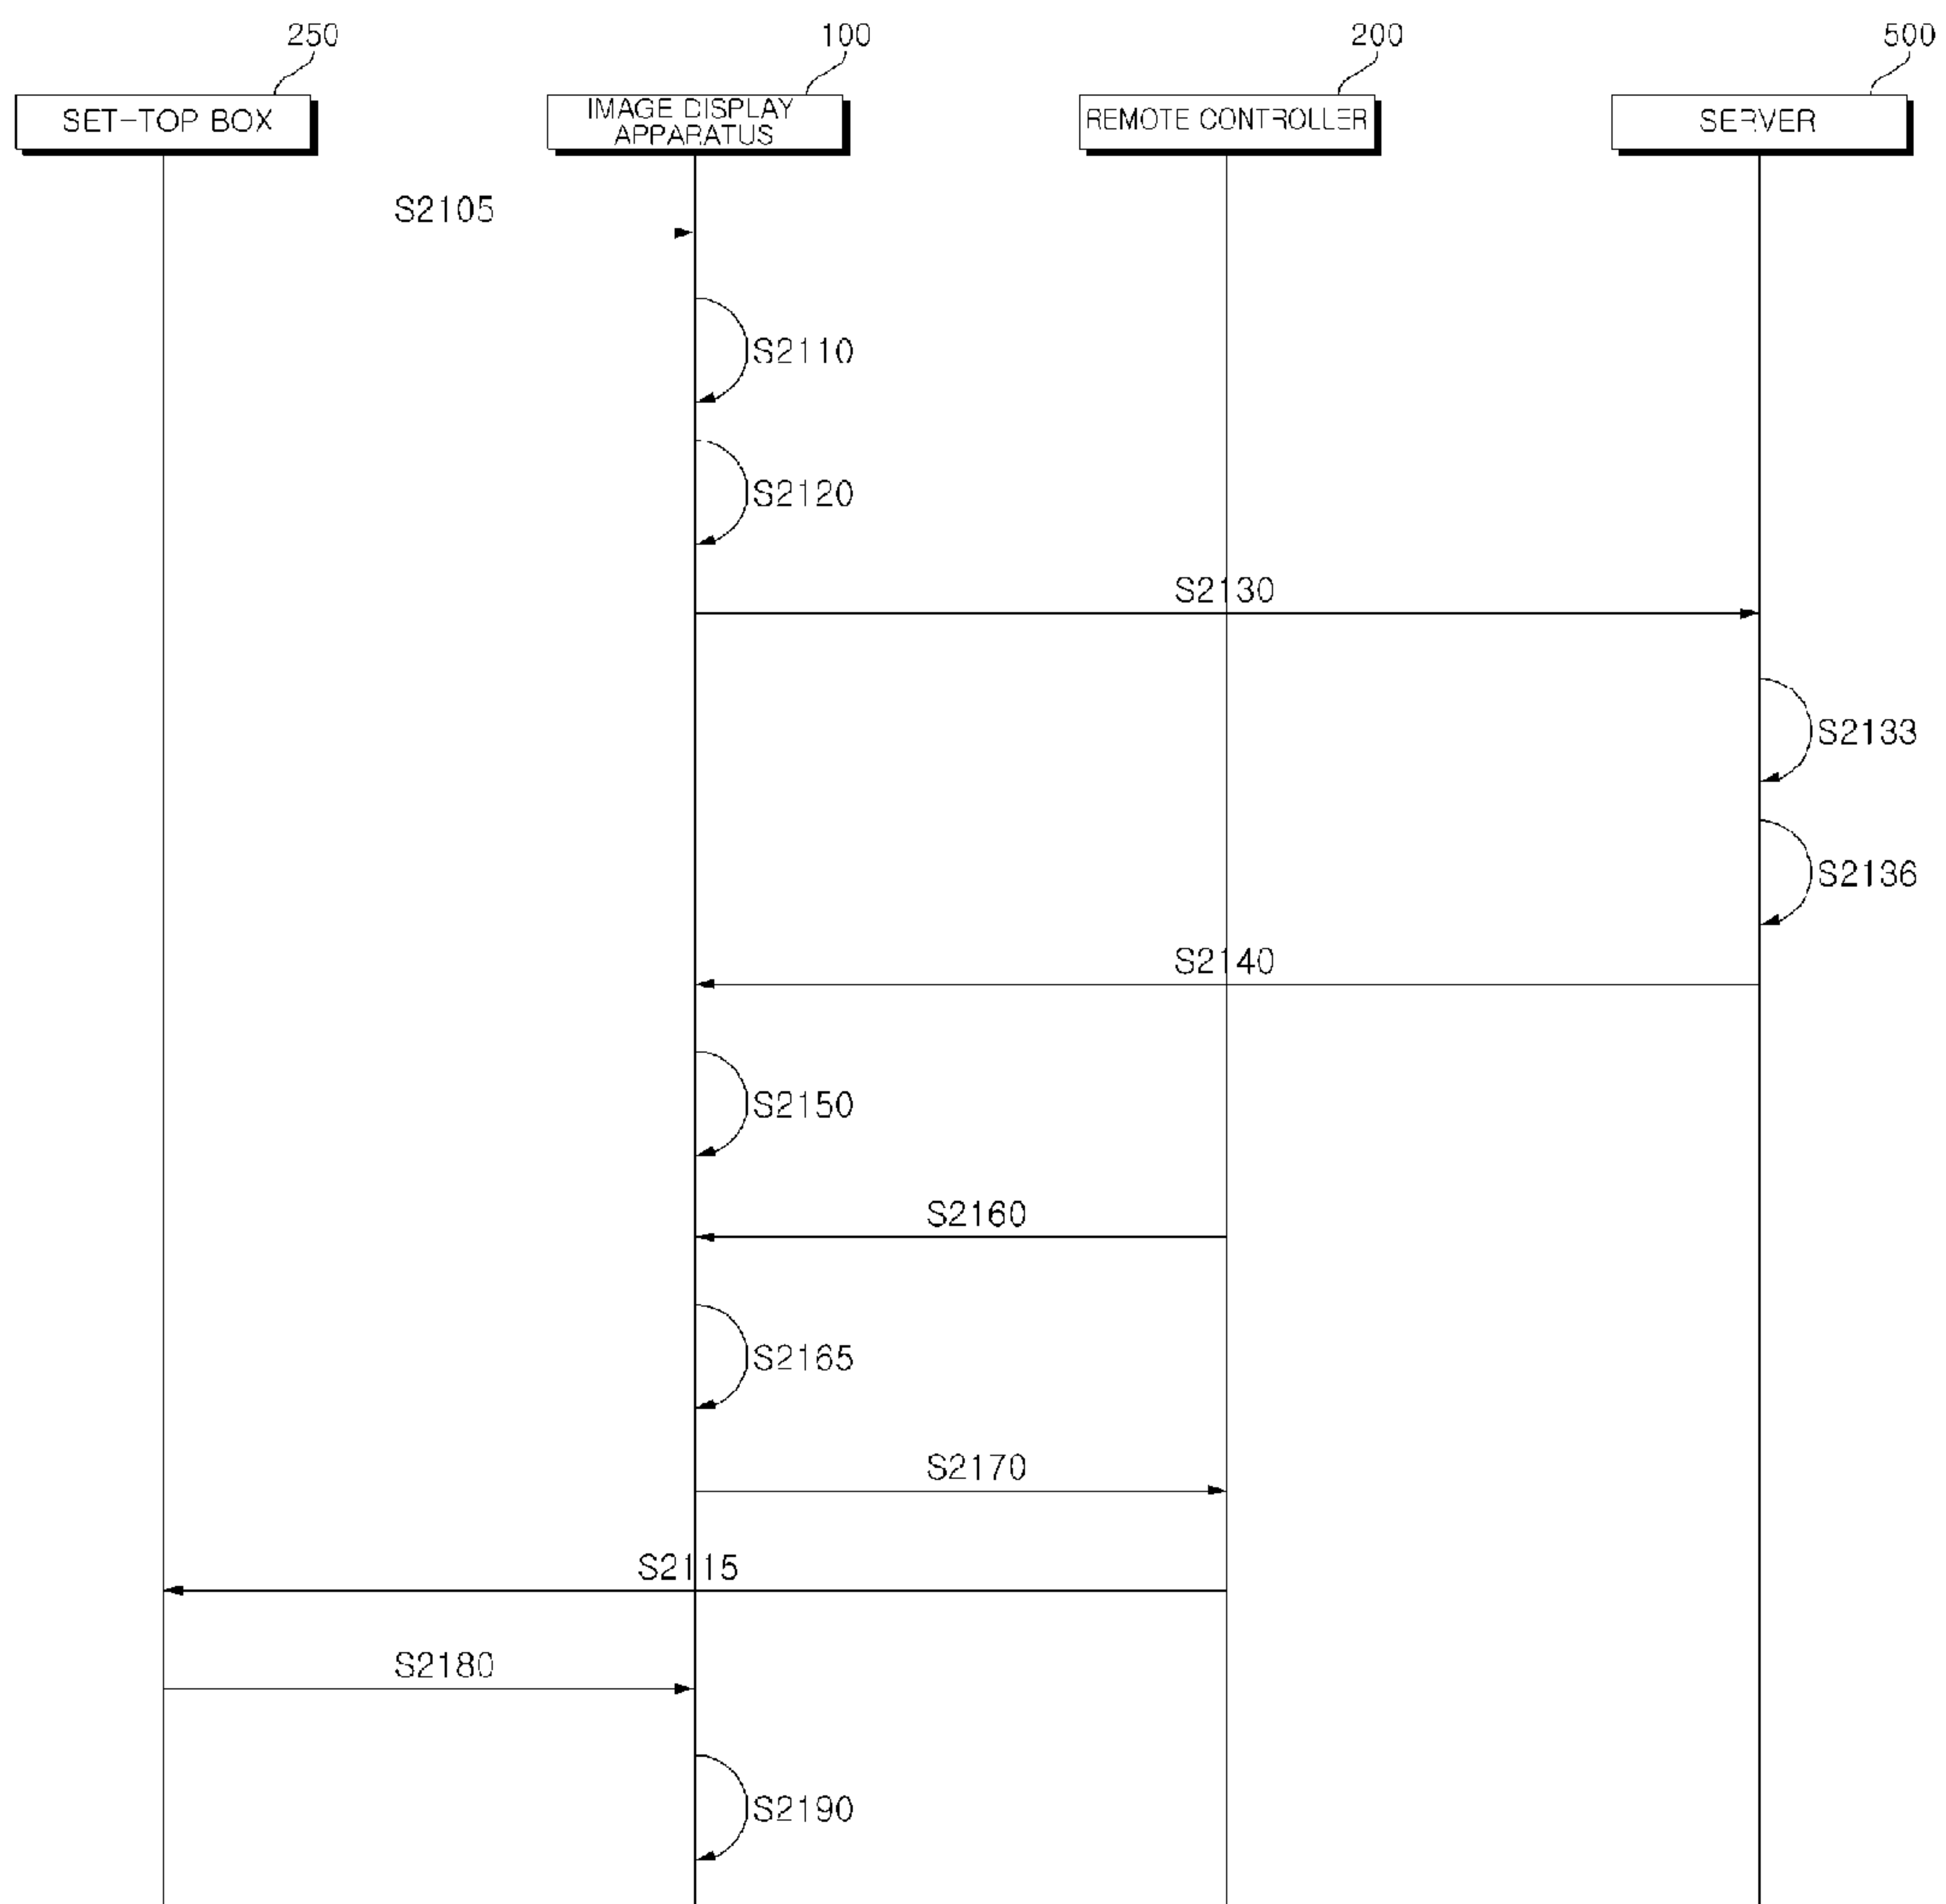 250
100
200
500
SET-TOP BOX
IMAGE DISPLAY
APPARATUS
REMOTE CONTROLLER
SERVER
S2105
S2110
S2120
S2130
S2133
S2136
S2140
S2150
S2160
S2165
S2170
S2115
S2180
S2190